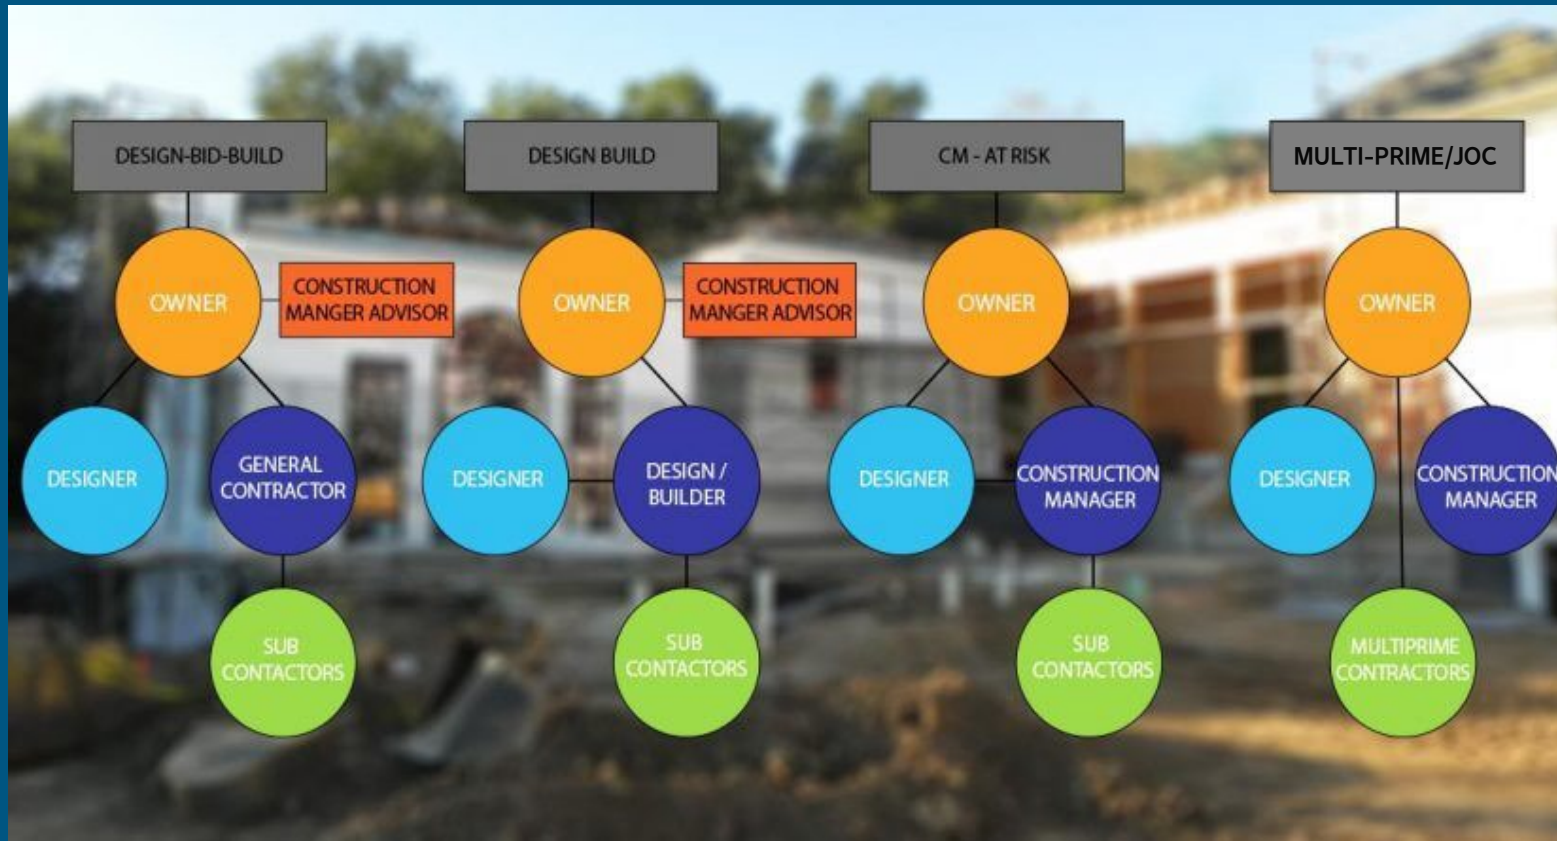 DESIGN-BID-BUILD
DESIGN BUILD
CM - AT RISK
MULTI-PRIME/JOC
OWNER
CONSTRUCTION
MANGER ADVISOR
OWNER
CONSTRUCTION
MANGER ADVISOR
OWNER
OWNER
DESIGNER
GENERAL
CONTRACTOR
DESIGNER
DESIGN /
BUILDER
DESIGNER
CONSTRUCTION
MANAGER
DESIGNER
CONSTRUCTION
MANAGER
SUB
CONTACTORS
SUB
CONTACTORS
SUB
CONTACTORS
MULTIPRIME
CONTRACTORS